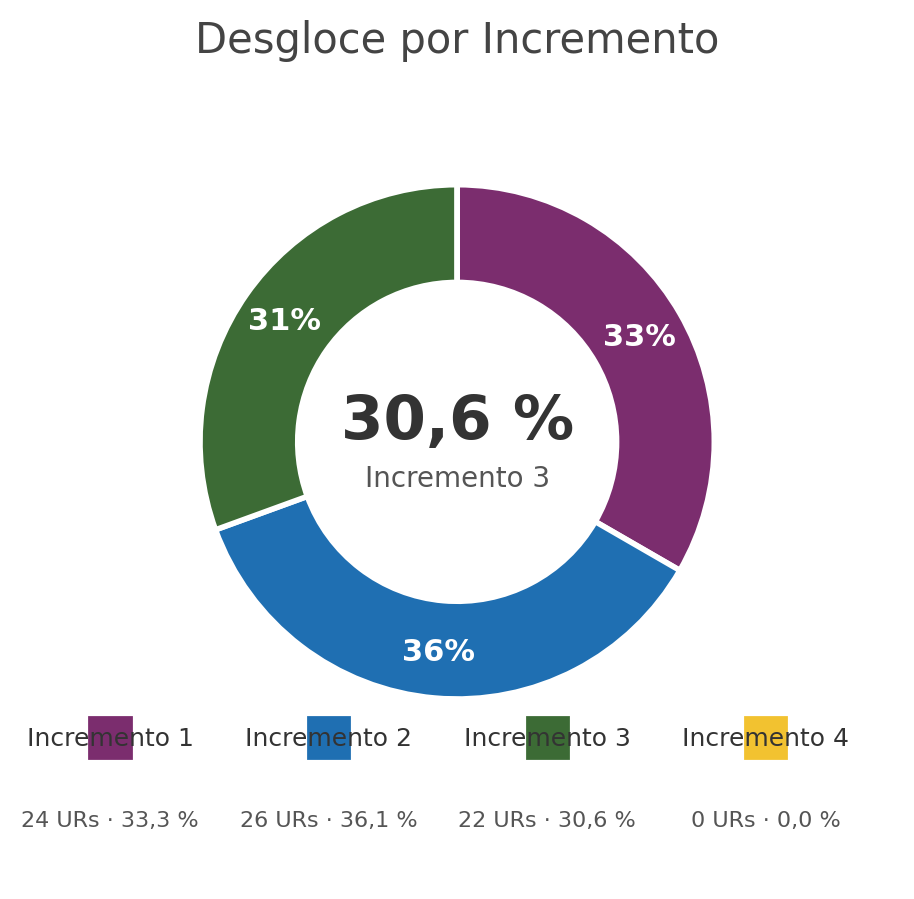 Desgloce por Incremento
31%
33%
30,6 %
Incremento 3
36%
Incremento 1
Incremento 2
Incremento 3
Incremento 4
24 URs · 33,3 %
26 URs · 36,1 %
22 URs · 30,6 %
0 URs · 0,0 %